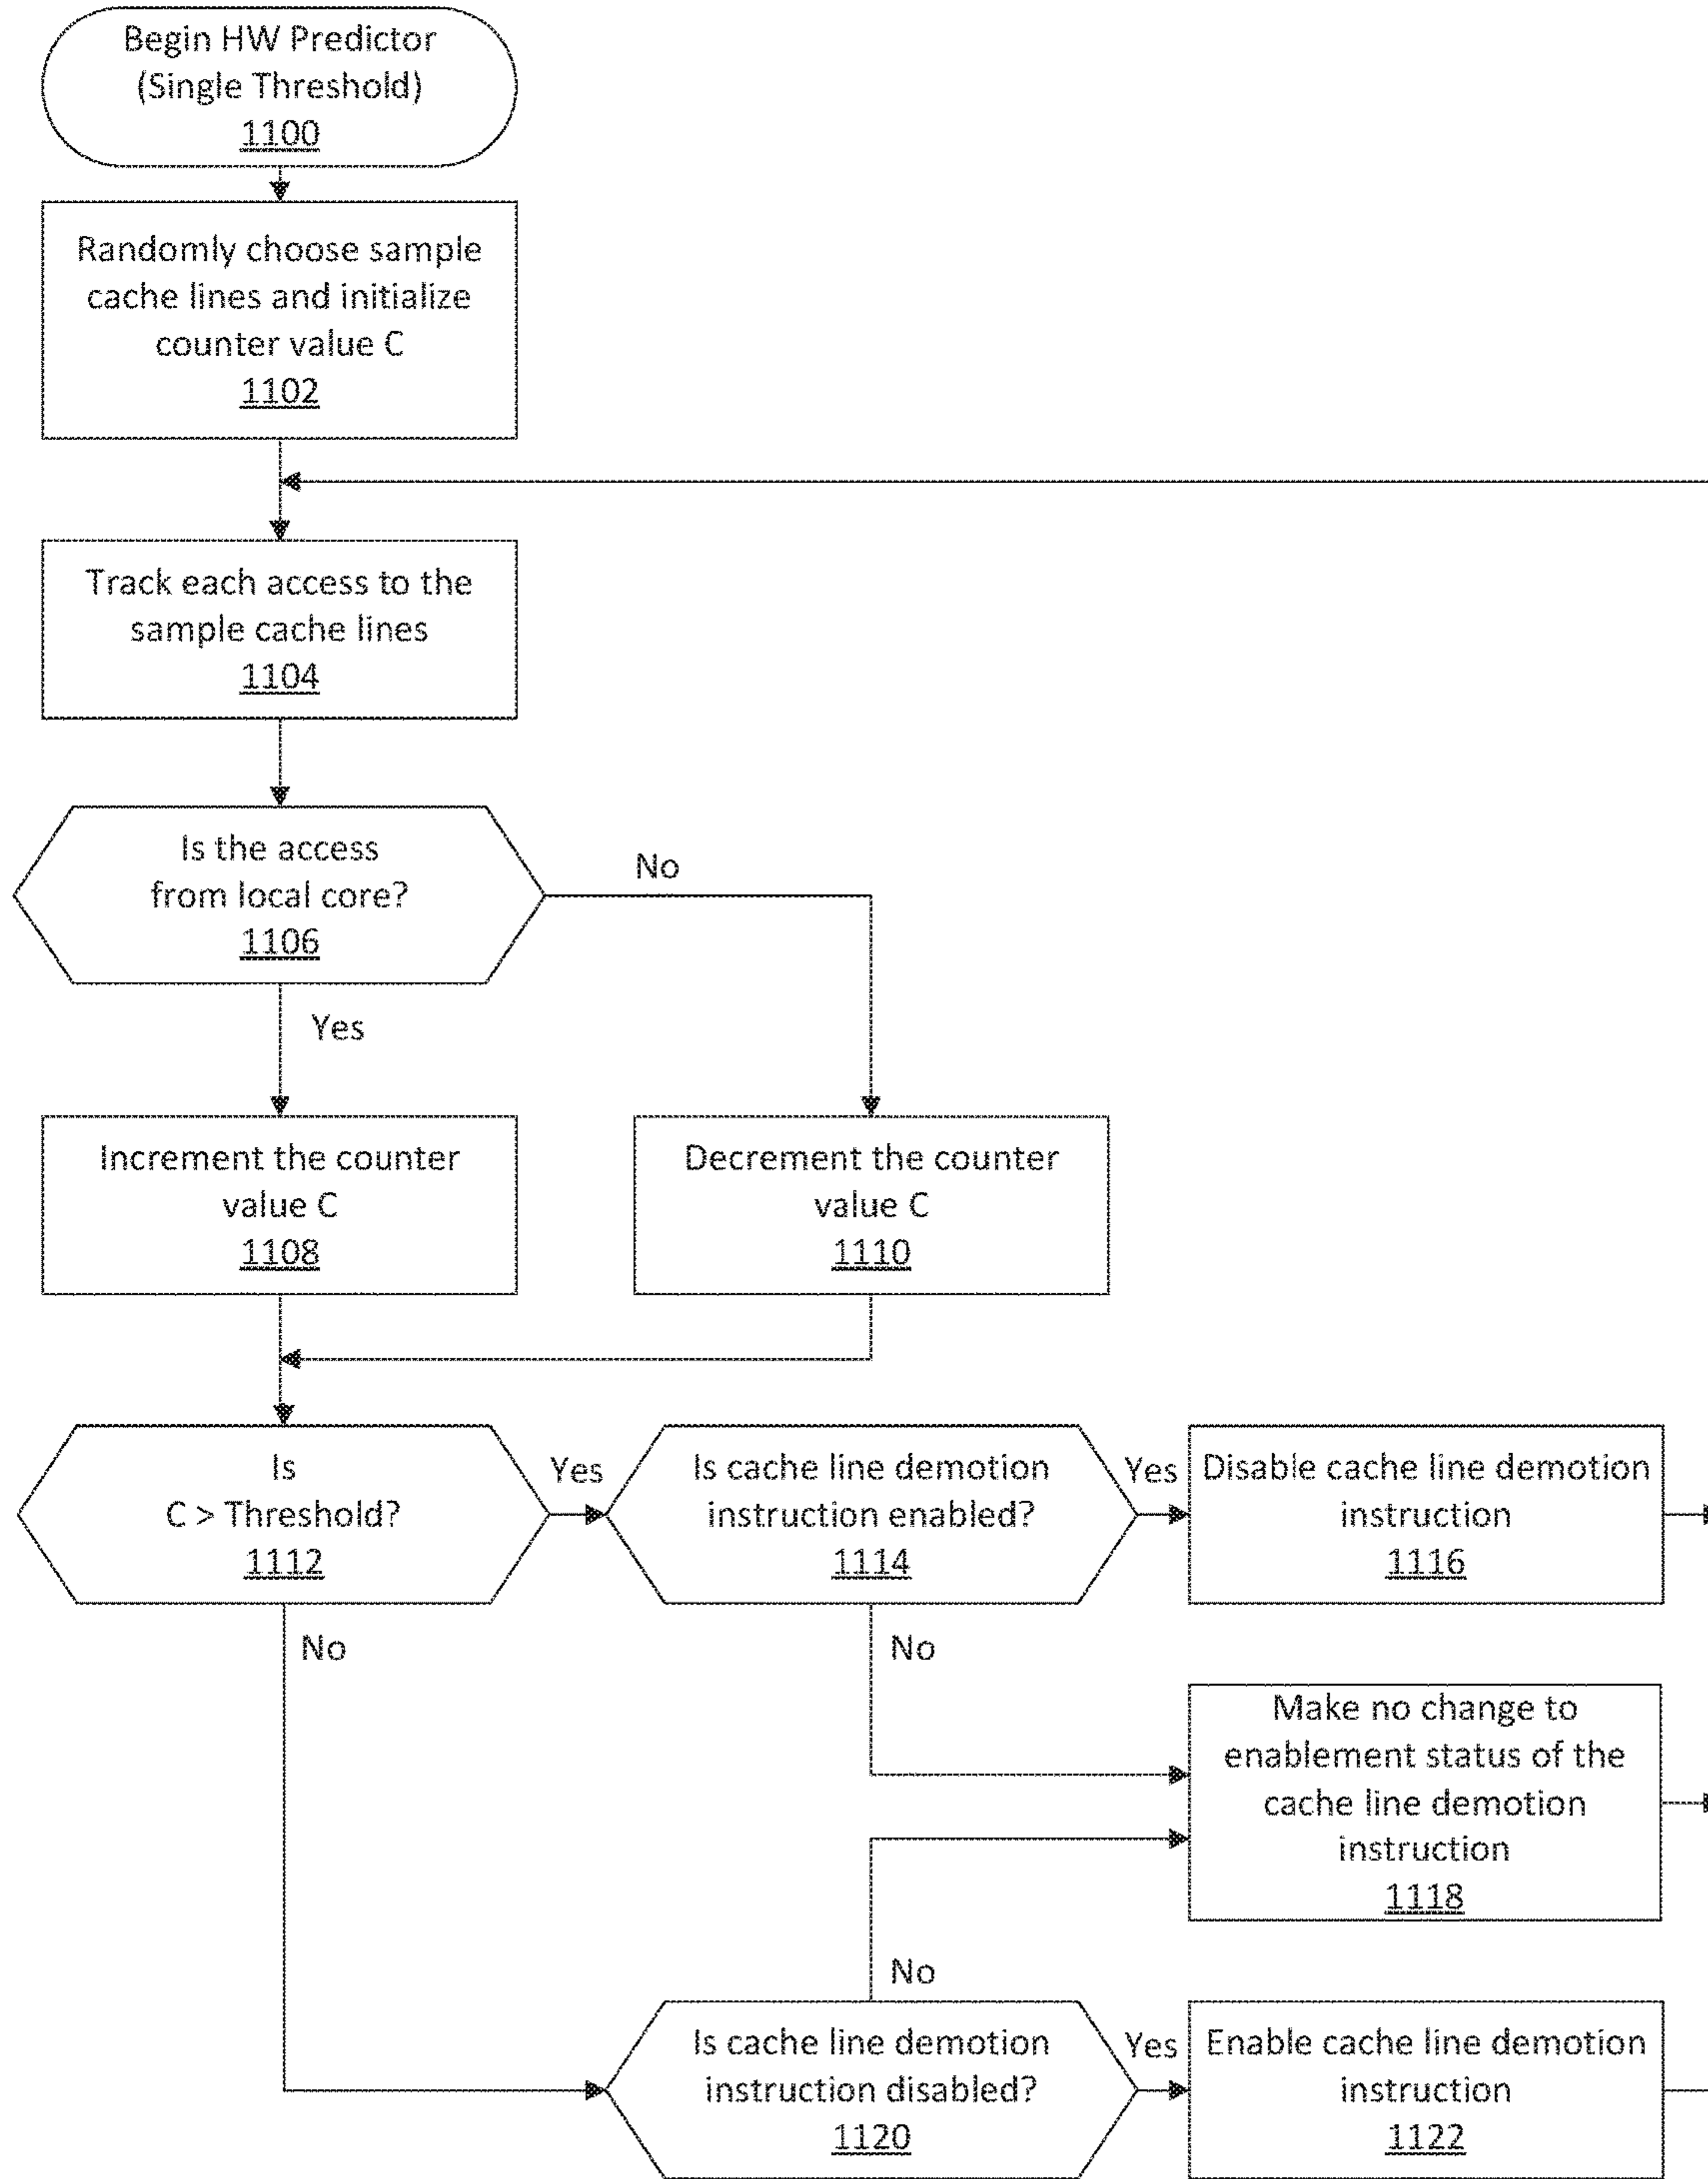 Begin HW Predictor
(Single Threshold)
1100
Randomly choose sample
cache lines and initialize
counter value C
1102
Track each access to the
sample cache lines
1104
Is the access
from local core?
1106
No
Yes
Increment the counter
value C
1108
Decrement the counter
value C
1110
Is
C > Threshold?
1112
Yes
Is cache line demotion
instruction enabled?
1114
Yes
Disable cache line demotion
instruction
1116
No
No
Make no change to
enablement status of the
cache line demotion
instruction
1118
No
Is cache line demotion
instruction disabled?
1120
Yes
Enable cache line demotion
instruction
1122